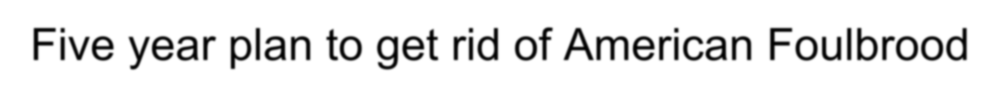 Five year plan to get rid of American Foulbrood